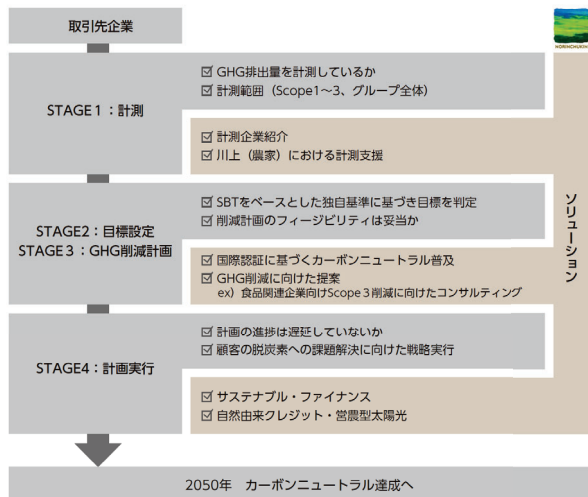 取引先企業
NORINCHUKIN
STAGE1：計測
☑ GHG排出量を計測しているか
☑ 計測範囲（Scope1～3、グループ全体）
☑ 計測企業紹介
☑ 川上（農家）における計測支援
STAGE2：目標設定
STAGE3：GHG削減計画
☑ SBTをベースとした独自基準に基づき目標を判定
☑ 削減計画のフィージビリティは妥当か
☑ 国際認証に基づくカーボンニュートラル普及
☑ GHG削減に向けた提案
ex）食品関連企業向けScope３削減に向けたコンサルティング
STAGE4：計画実行
☑ 計画の進捗は遅延していないか
☑ 顧客の脱炭素への課題解決に向けた戦略実行
☑ サステナブル・ファイナンス
☑ 自然由来クレジット・営農型太陽光
ソリューション
2050年　カーボンニュートラル達成へ